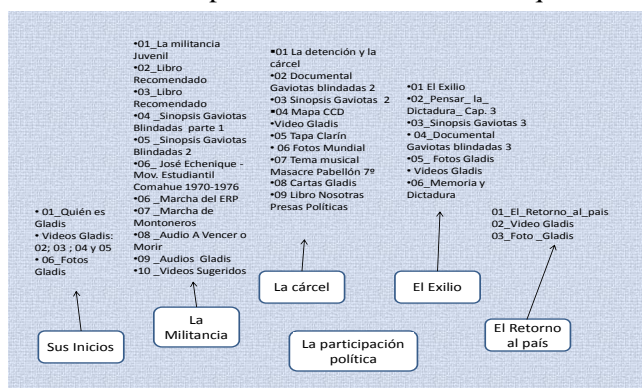 • 01_Quién es
Gladis
• Videos Gladis:
02; 03 ; 04 y 05
• 06_Fotos
Gladis
Sus Inicios
•01_La militancia
Juvenil
•02_Libro
Recomendado
•03_Libro
Recomendado
•04 _Sinopsis Gaviotas
Blindadas parte 1
•05 _Sinopsis Gaviotas
Blindadas 2
•06_ José Echenique -
Mov. Estudiantil
Comahue 1970-1976
•06 _Marcha del ERP
•07 _Marcha de
Montoneros
•08 _Audio A Vencer o
Morir
•09 _Audios Gladis
•10 _Videos Sugeridos
La
Militancia
•01 La detención y la
cárcel
•02 Documental
Gaviotas blindadas 2
•03 Sinopsis Gaviotas 2
•04 Mapa CCD
•Video Gladis
•05 Tapa Clarín
• 06 Fotos Mundial
•07 Tema musical
Masacre Pabellón 7º
•08 Cartas Gladis
•09 Libro Nosotras
Presas Políticas
La cárcel
•01 El Exilio
•02_Pensar_ la_
Dictadura_ Cap. 3
•03_Sinopsis Gaviotas 3
• 04_Documental
Gaviotas blindadas 3
•05_ Fotos Gladis
• Videos Gladis
•06_Memoria y
Dictadura
El Exilio
01_El_Retorno_al_pais
02_Video Gladis
03_Foto _Gladis
El Retorno
al país
La participación
política